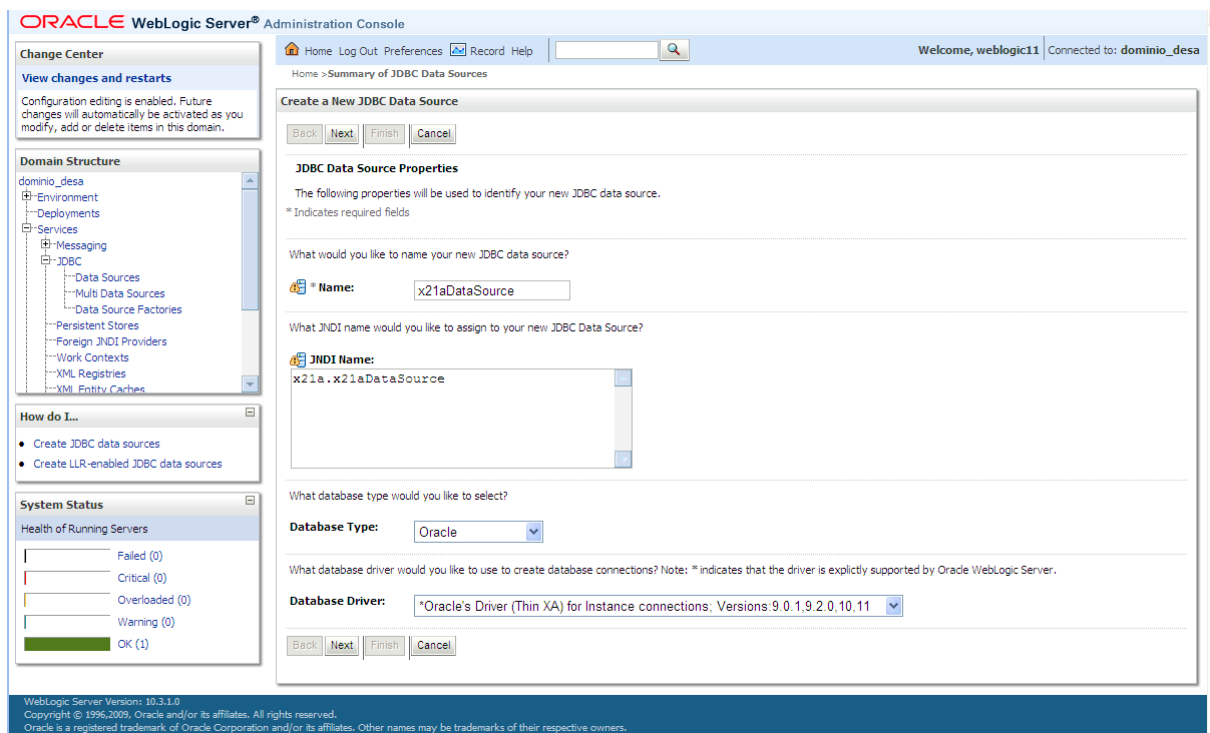 ORACLE WebLogic Server® Administration Console
Change Center
View changes and restarts
Configuration editing is enabled. Future
changes will automatically be activated as you
modify, add or delete items in this domain.
Domain Structure
dominio_desa
Environment
Deployments
Services
Messaging
JDBC
Data Sources
Multi Data Sources
Data Source Factories
Persistent Stores
Foreign JNDI Providers
Work Contexts
XML Registries
XML Entity Caches
How do I...
Create JDBC data sources
Create LLR-enabled JDBC data sources
System Status
Health of Running Servers
Failed (0)
Critical (0)
Overloaded (0)
Warning (0)
OK (1)
Home Log Out Preferences Record Help
Welcome, weblogic11 Connected to: dominio_desa
Home >Summary of JDBC Data Sources
Create a New JDBC Data Source
Back Next Finish Cancel
JDBC Data Source Properties
The following properties will be used to identify your new JDBC data source.
* Indicates required fields
What would you like to name your new JDBC data source?
* Name: x21aDataSource
What JNDI name would you like to assign to your new JDBC Data Source?
JNDI Name:
x21a.x21aDataSource
What database type would you like to select?
Database Type: Oracle
What database driver would you like to use to create database connections? Note: * indicates that the driver is explictly supported by Oracle WebLogic Server.
Database Driver: *Oracle's Driver (Thin XA) for Instance connections; Versions:9.0.1,9.2.0,10,11
Back Next Finish Cancel
WebLogic Server Version: 10.3.1.0
Copyright © 1996,2009, Oracle and/or its affiliates. All rights reserved.
Oracle is a registered trademark of Oracle Corporation and/or its affiliates. Other names may be trademarks of their respective owners.